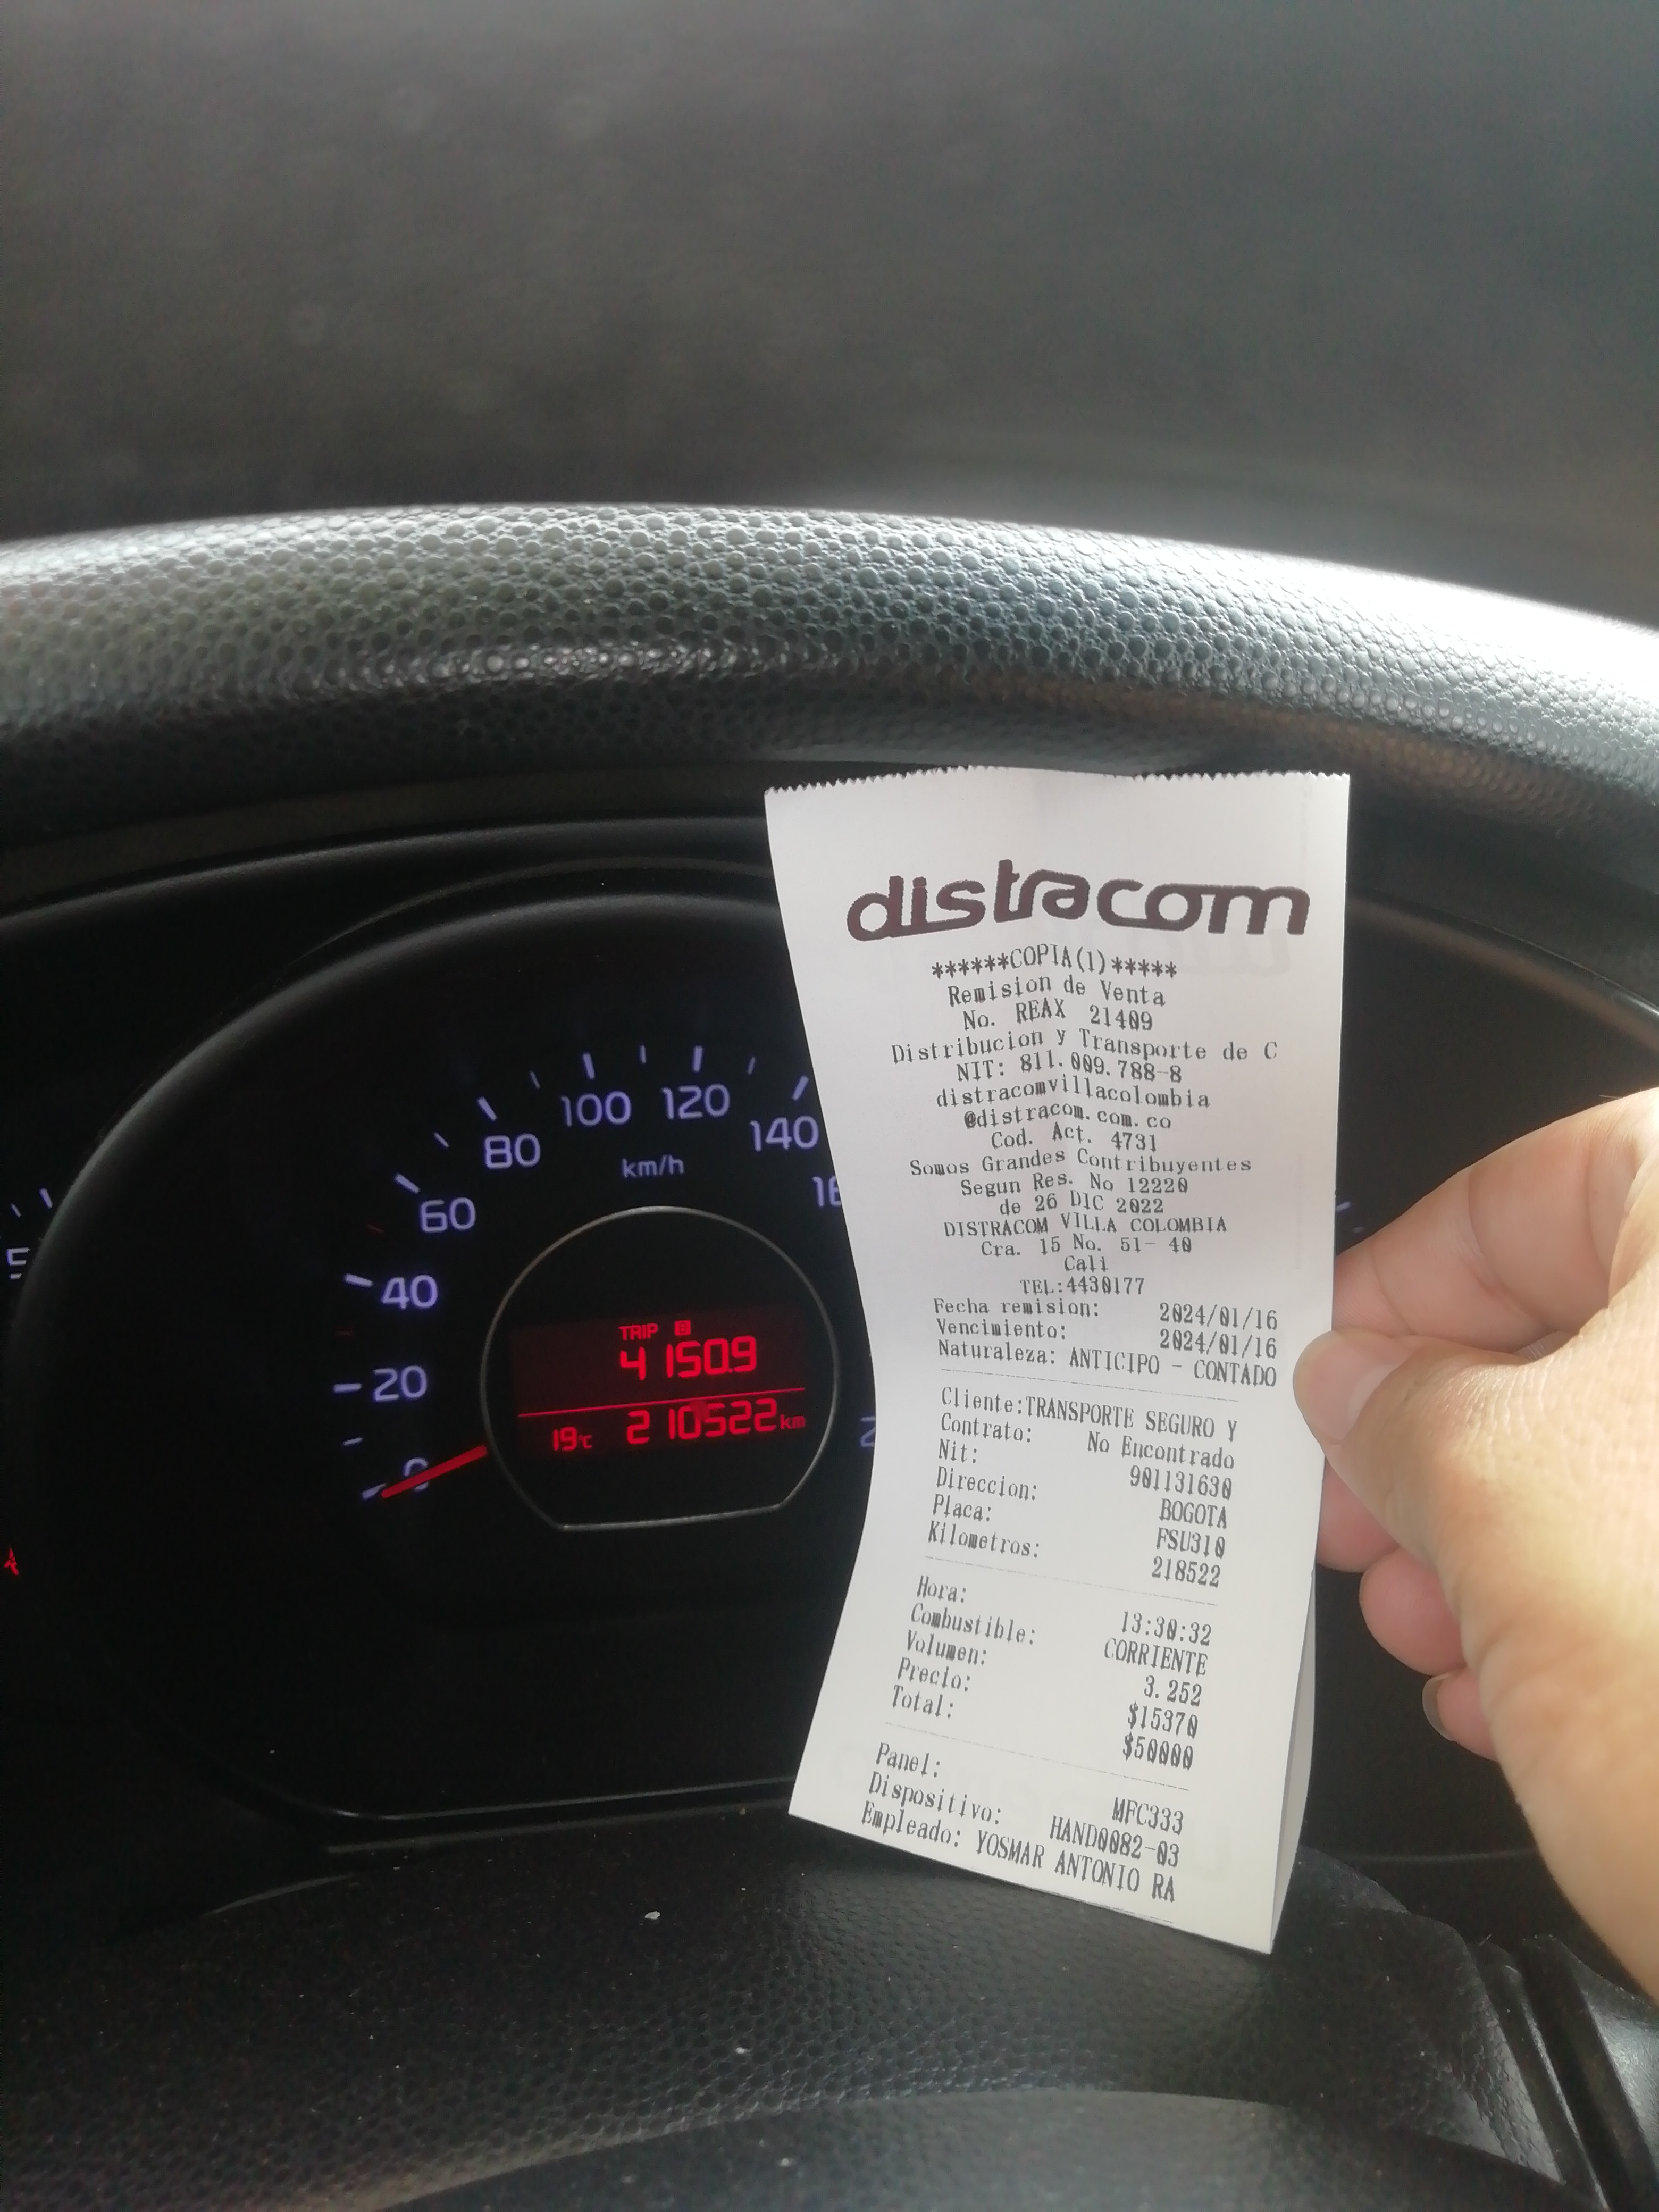 distracom
******COPIA(1)*****
Remision de Venta
No. REAX 21409
Distribucion y Transporte de C
NIT: 811.009.788-8
distracomvillacolombia
@distracom.com.co
Cod. Act. 4731
Somos Grandes Contribuyentes
Segun Res. No 12220
de 26 DIC 2022
DISTRACOM VILLA COLOMBIA
Cra. 15 No. 51- 40
Cali
TEL:4430177
Fecha remision: 2024/01/16
Vencimiento: 2024/01/16
Naturaleza: ANTICIPO - CONTADO
Cliente:TRANSPORTE SEGURO Y
Contrato: No Encontrado
Nit: 901131630
Direccion: BOGOTA
Placa: FSU310
Kilometros: 218522
Hora: 13:30:32
Combustible: CORRIENTE
Volumen: 3.252
Precio: $15370
Total: $50000
Panel: MFC333
Dispositivo: HAND0082-03
Empleado: YOSMAR ANTONIO RA
0
20
40
60
80
100
120
140
km/h
TRIP B
4150.9
19°C 210522 km